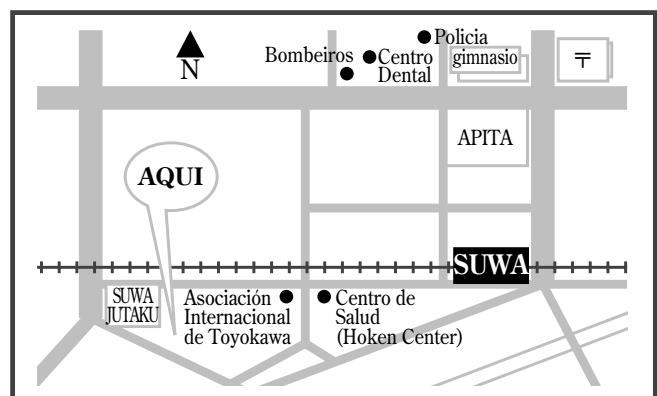 Policia
Bombeiros
Centro
Dental
gimnasio
〒
N
APITA
AQUI
SUWA
SUWA
JUTAKU
Asociación
Internacional
de Toyokawa
Centro de
Salud
(Hoken Center)